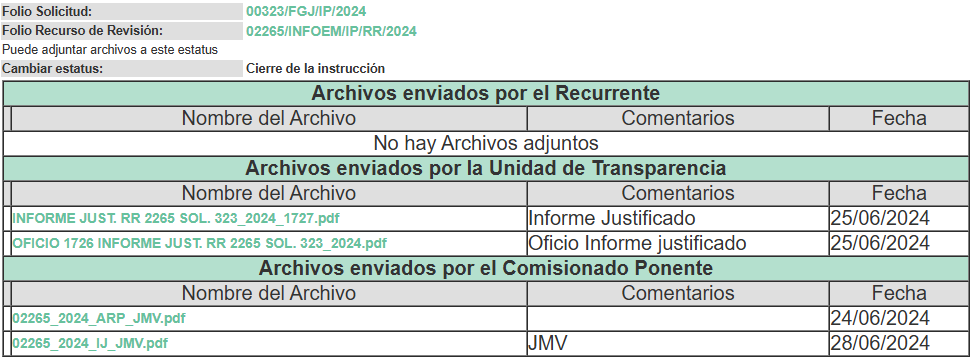 Folio Solicitud: 00323/FGJ/IP/2024
Folio Recurso de Revisión: 02265/INFOEM/IP/RR/2024
Puede adjuntar archivos a este estatus
Cambiar estatus: Cierre de la instrucción
Archivos enviados por el Recurrente
Nombre del Archivo Comentarios Fecha
No hay Archivos adjuntos
Archivos enviados por la Unidad de Transparencia
Nombre del Archivo Comentarios Fecha
INFORME JUST. RR 2265 SOL. 323_2024_1727.pdf Informe Justificado 25/06/2024
OFICIO 1726 INFORME JUST. RR 2265 SOL. 323_2024.pdf Oficio Informe justificado 25/06/2024
Archivos enviados por el Comisionado Ponente
Nombre del Archivo Comentarios Fecha
02265_2024_ARP_JMV.pdf 24/06/2024
02265_2024_IJ_JMV.pdf JMV 28/06/2024